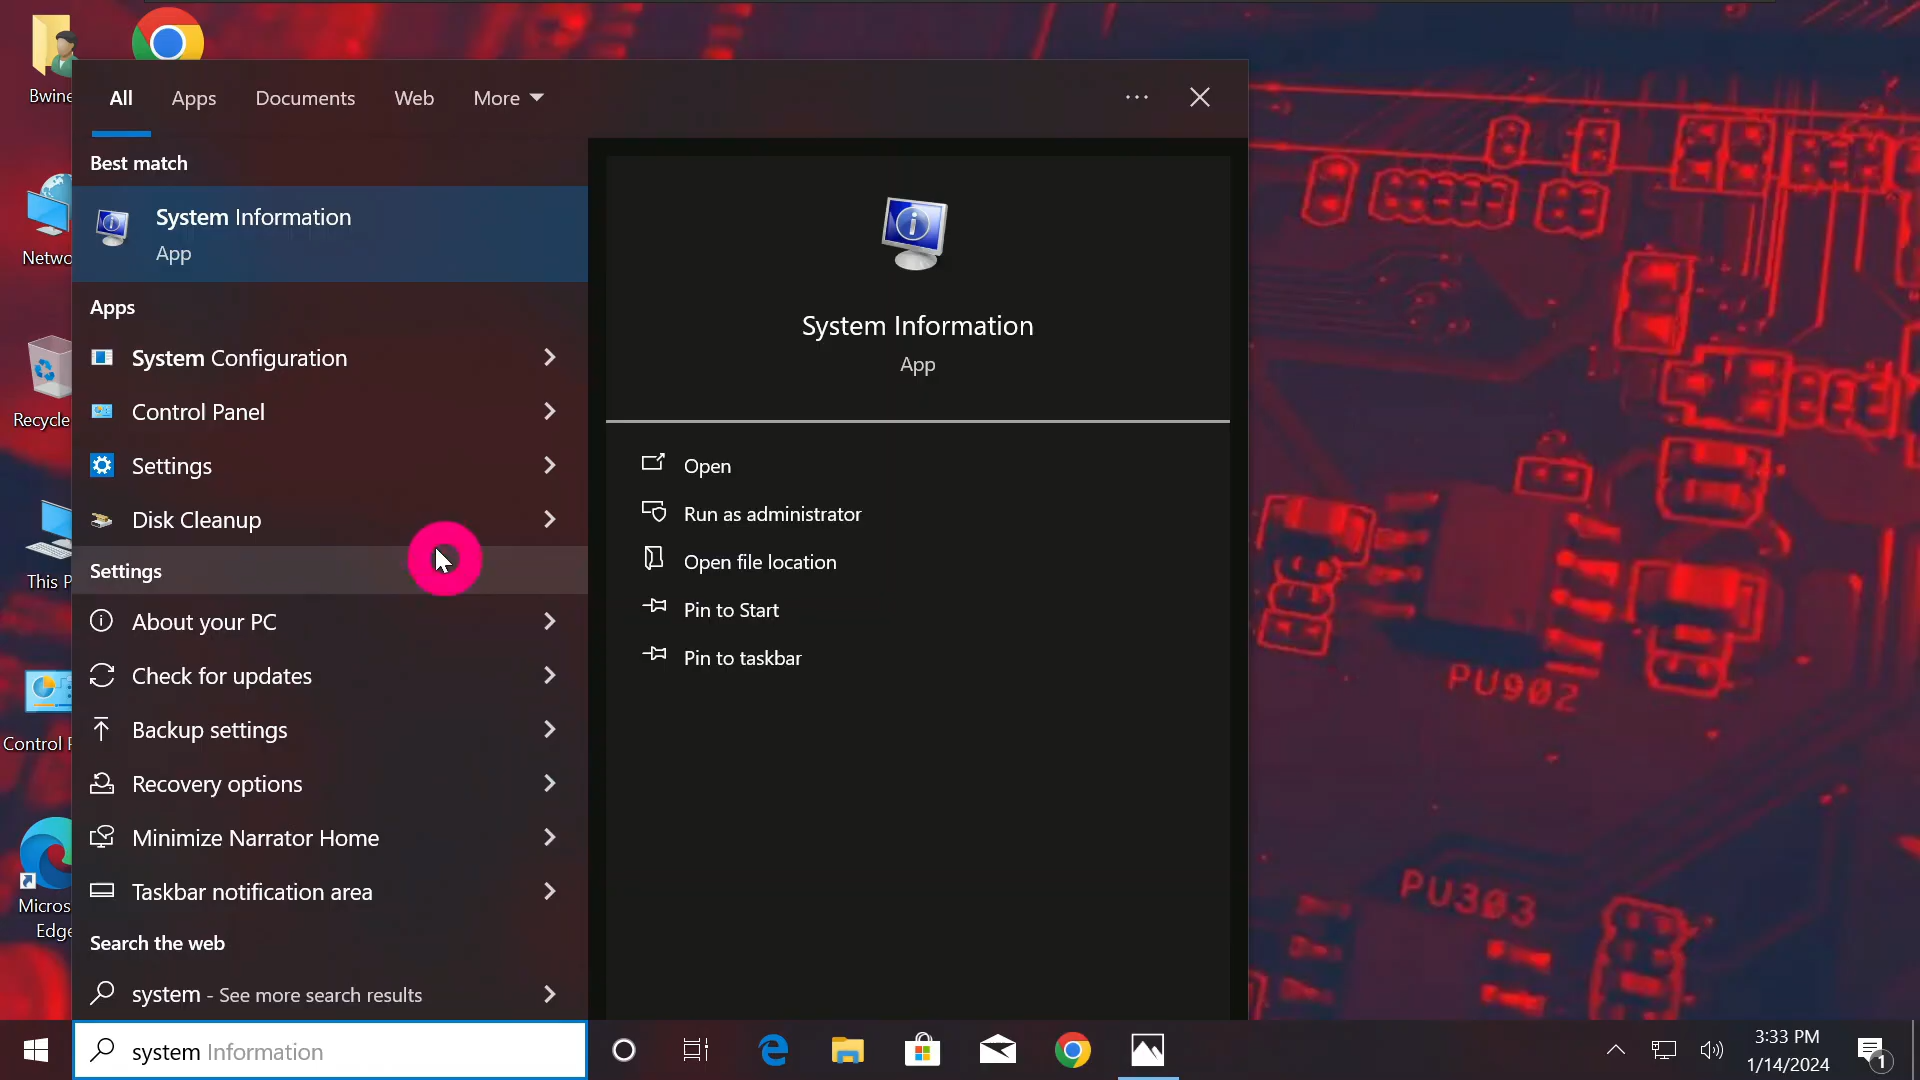 Bwine
All Apps Documents Web More
Best match
System Information
App
Apps
System Configuration
Control Panel
Settings
Disk Cleanup
Settings
About your PC
Check for updates
Backup settings
Recovery options
Minimize Narrator Home
Taskbar notification area
Search the web
system - See more search results
system Information
System Information
App
Open
Run as administrator
Open file location
Pin to Start
Pin to taskbar
Netwo
Recycle
This P
Control P
Micros
Edge
PU902
PU303
3:33 PM
1/14/2024
1